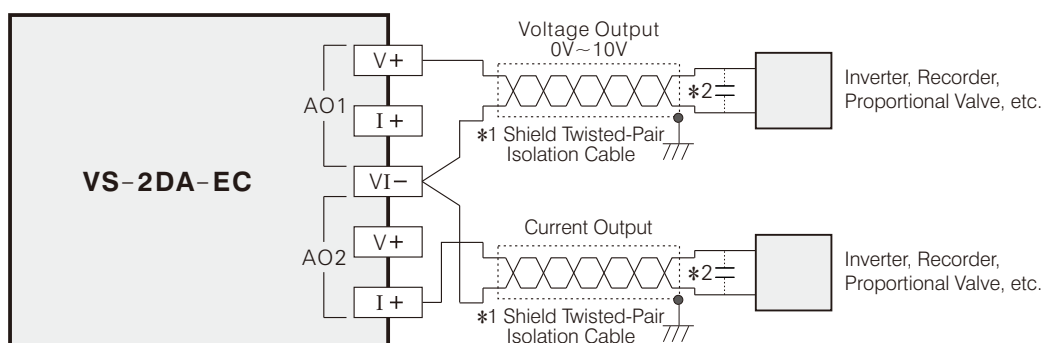 Voltage Output
0V~10V
V+
AO1
I+
VI−
*2
Inverter, Recorder,
Proportional Valve, etc.
*1 Shield Twisted-Pair
Isolation Cable
VS-2DA-EC
V+
AO2
I+
Current Output
*2
Inverter, Recorder,
Proportional Valve, etc.
*1 Shield Twisted-Pair
Isolation Cable